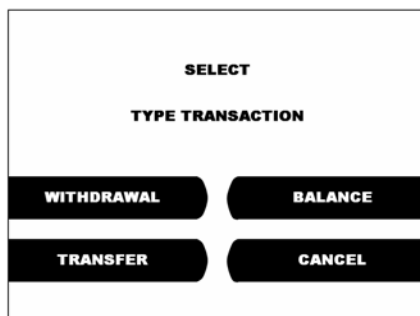 SELECT
TYPE TRANSACTION
WITHDRAWAL
BALANCE
TRANSFER
CANCEL